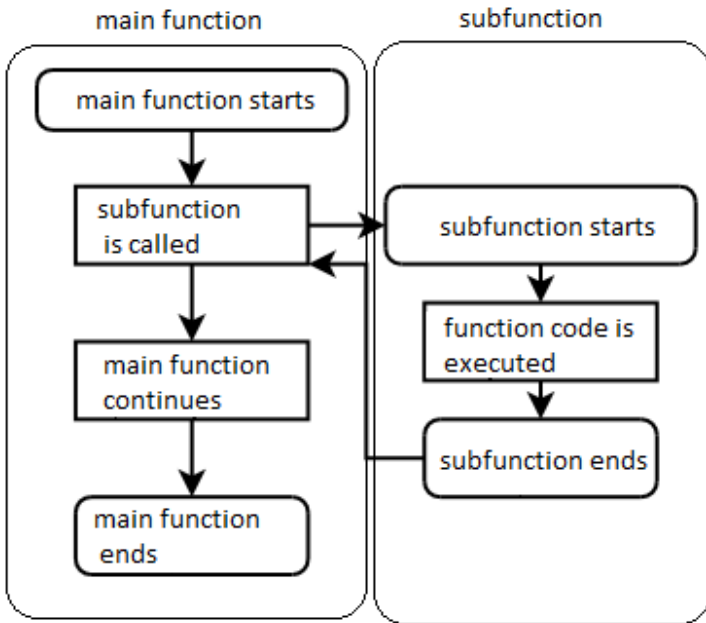 main function
subfunction
main function starts
subfunction
is called
main function
continues
main function
ends
subfunction starts
function code is
executed
subfunction ends